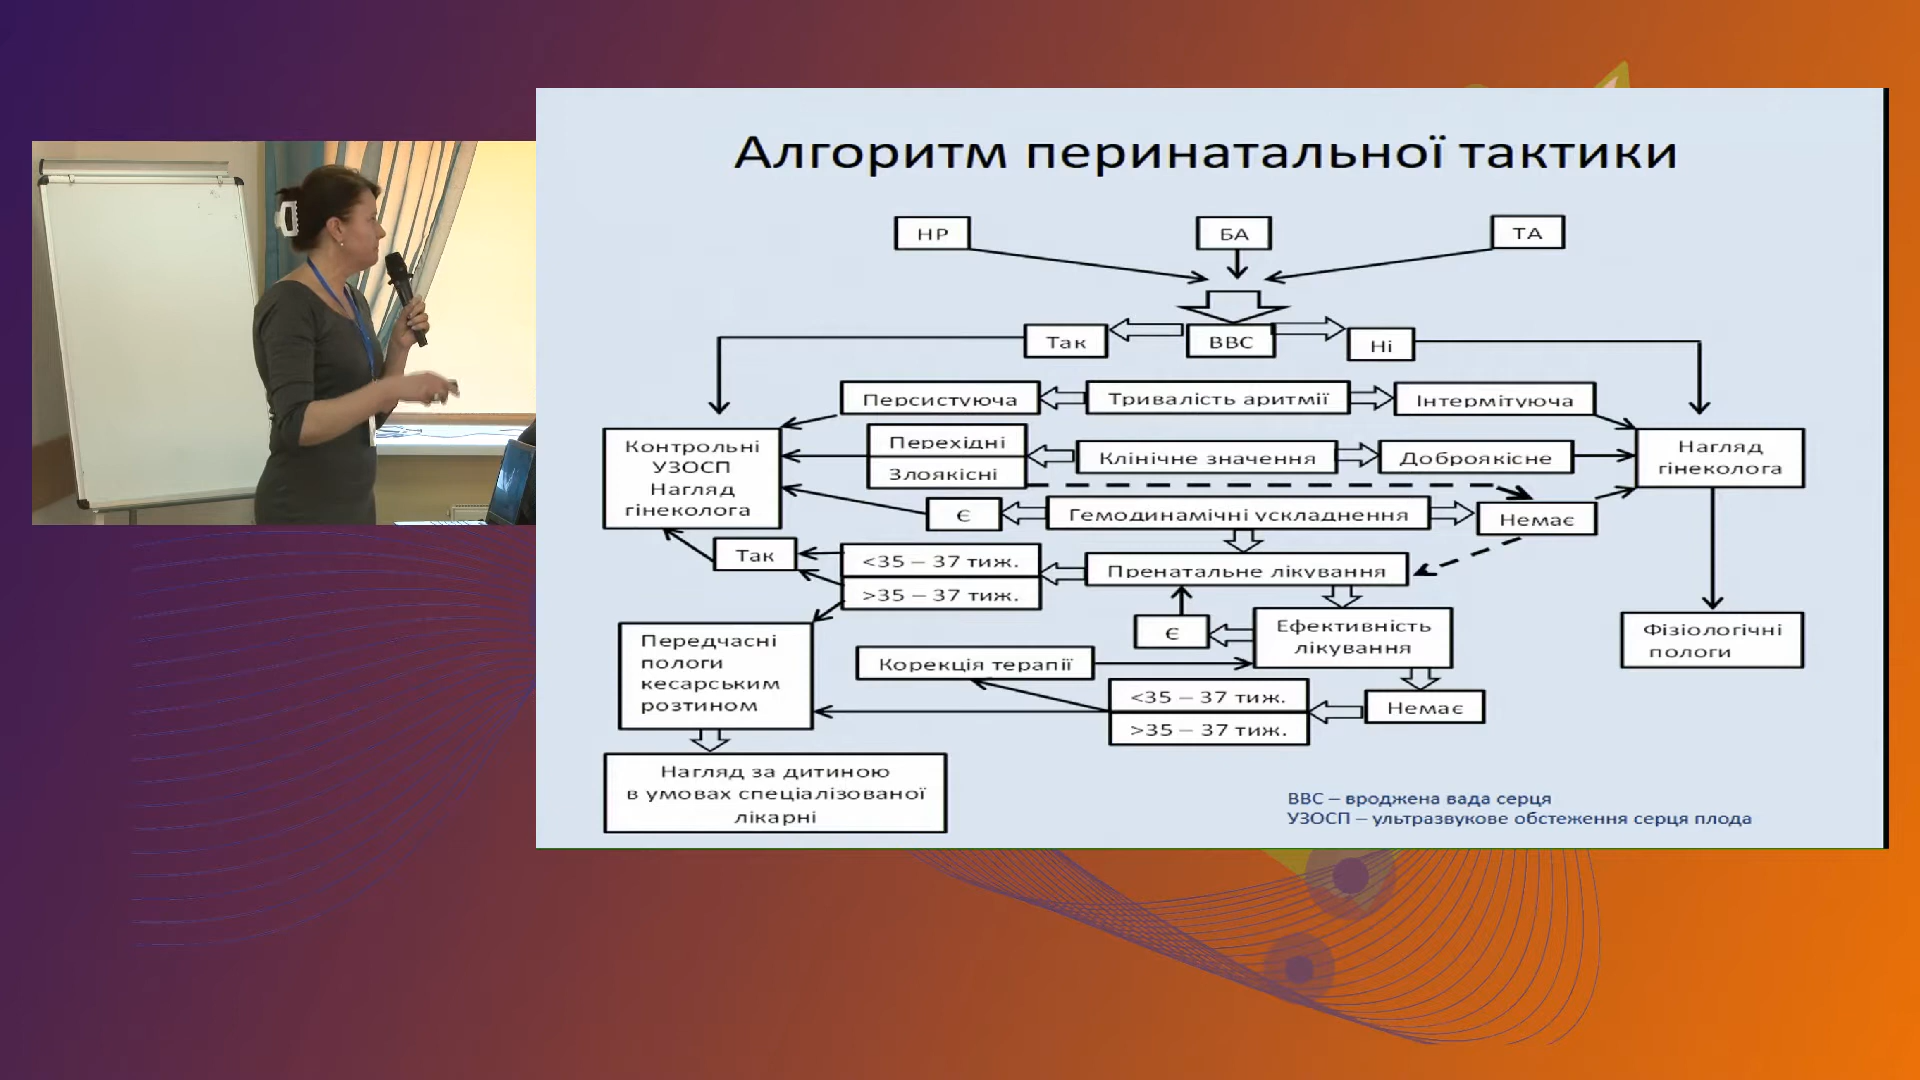 Алгоритм перинатальної тактики
НР
БА
ТА
Так
ВВС
Ні
Персистуюча
Тривалість аритмії
Інтермітуюча
Контрольні
УЗОСП
Нагляд
гінеколога
Перехідні
Злоякісні
Клінічне значення
Доброякісне
Нагляд
гінеколога
Є
Гемодинамічні ускладнення
Немає
Так
<35 – 37 тиж.
>35 – 37 тиж.
Пренатальне лікування
Є
Ефективність
лікування
Фізіологічні
пологи
Передчасні
пологи
кесарським
розтином
Корекція терапії
<35 – 37 тиж.
>35 – 37 тиж.
Немає
Нагляд за дитиною
в умовах спеціалізованої
лікарні
ВВС – вроджена вада серця
УЗОСП – ультразвукове обстеження серця плода